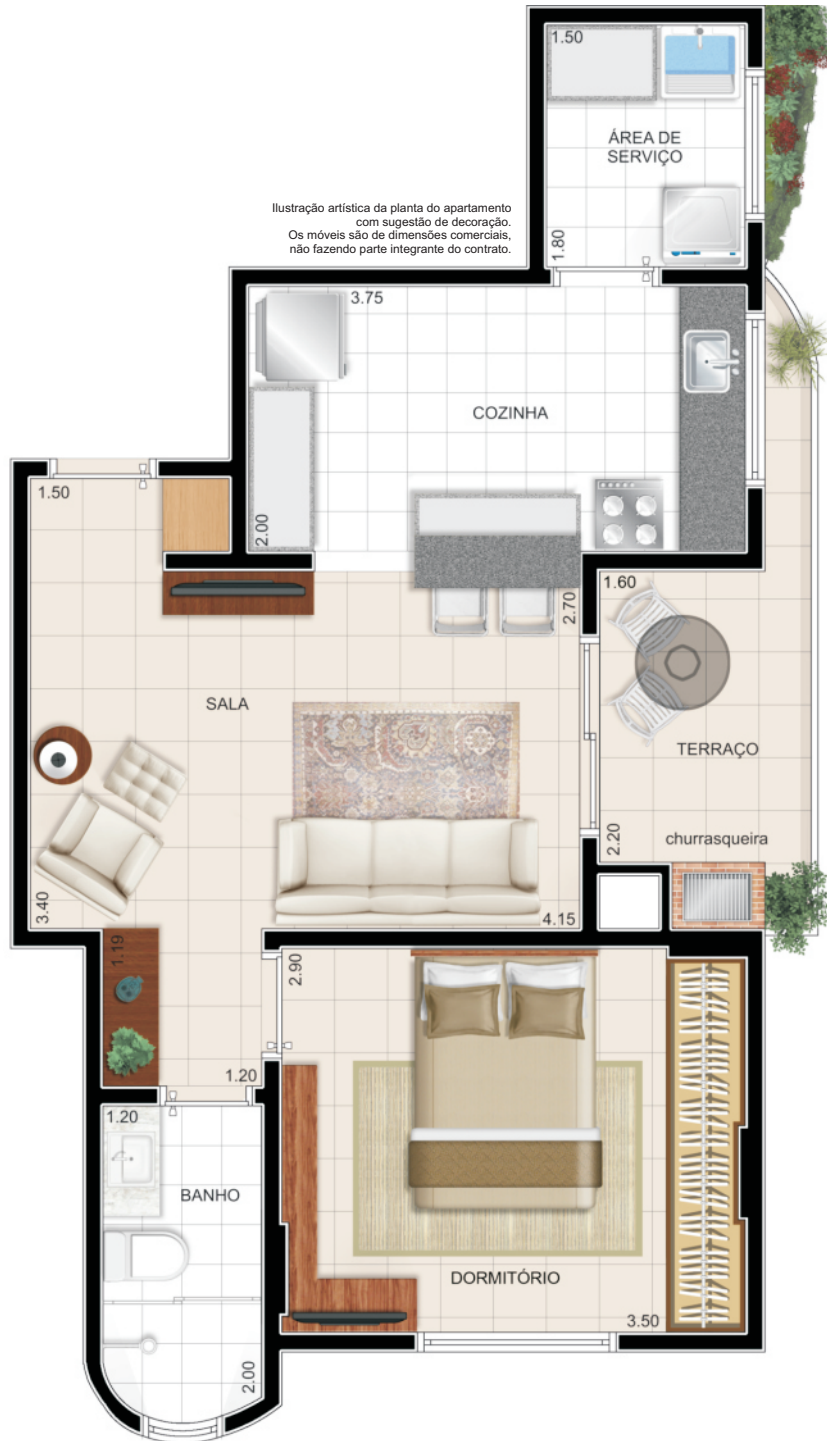 1.50
ÁREA DE
SERVIÇO
1.80
Ilustração artística da planta do apartamento
com sugestão de decoração.
Os móveis são de dimensões comerciais,
não fazendo parte integrante do contrato.
3.75
COZINHA
2.00
1.50
2.70
1.60
SALA
TERRAÇO
2.20
churrasqueira
3.40
4.15
1.19
2.90
1.20
1.20
BANHO
DORMITÓRIO
3.50
2.00